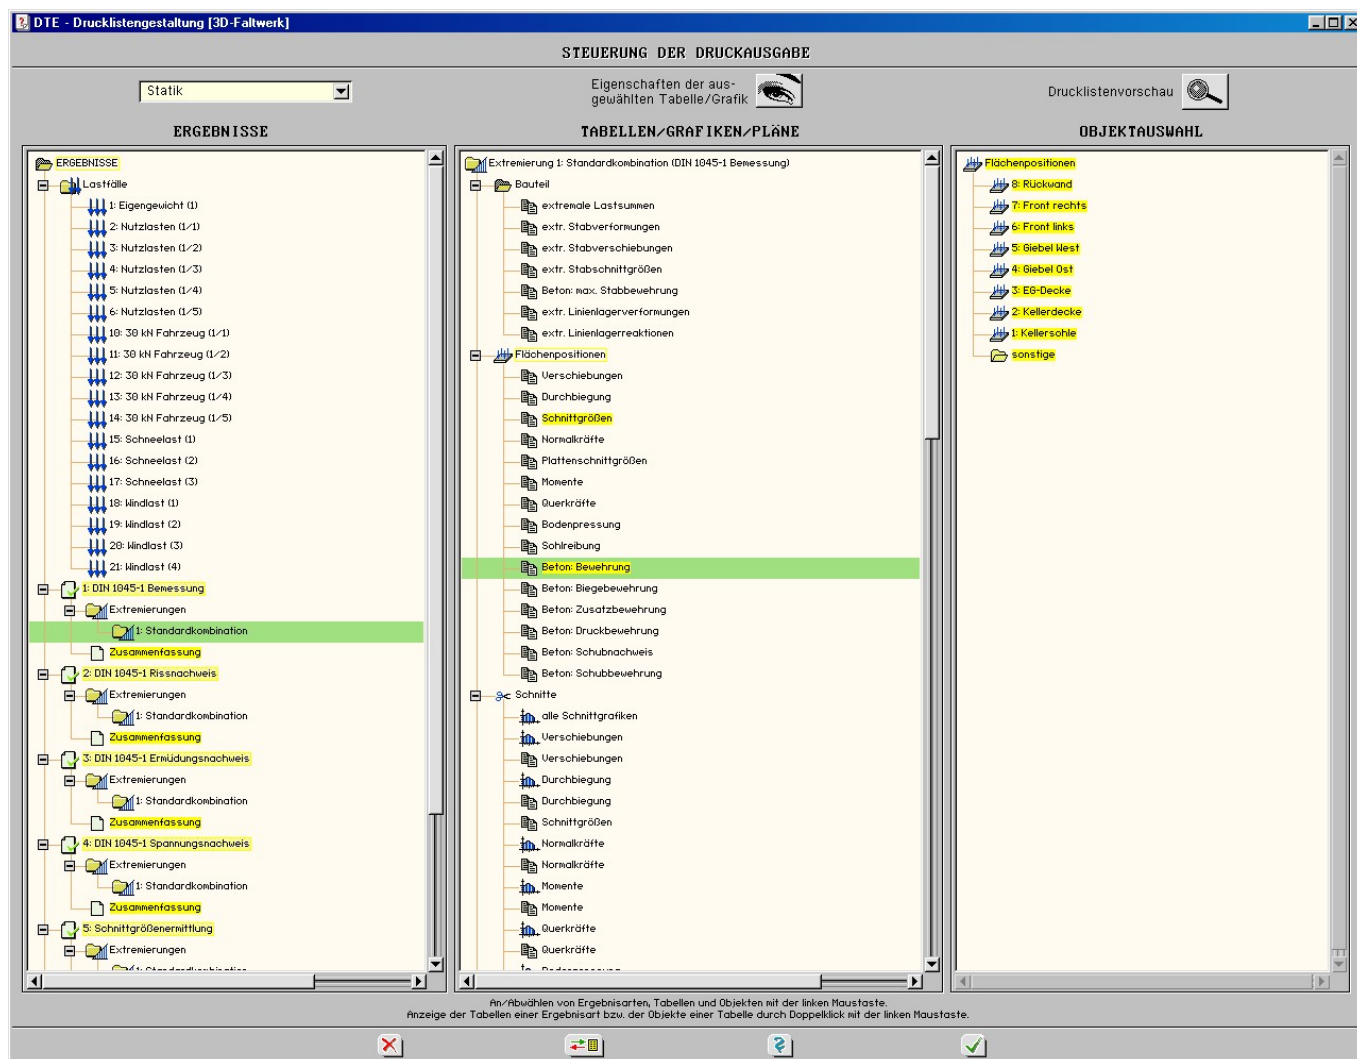 DTE - Drucklistengestaltung [3D-Faltwerk]
STEUERUNG DER DRUCKAUSGABE
Statik
Eigenschaften der aus-
gewählten Tabelle/Grafik
Drucklistenvorschau
ERGEBNISSE
ERGEBNISSE
Lastfälle
1: Eigengewicht (1)
2: Nutzlasten (1/1)
3: Nutzlasten (1/2)
4: Nutzlasten (1/3)
5: Nutzlasten (1/4)
6: Nutzlasten (1/5)
10: 30 kN Fahrzeug (1/1)
11: 30 kN Fahrzeug (1/2)
12: 30 kN Fahrzeug (1/3)
13: 30 kN Fahrzeug (1/4)
14: 30 kN Fahrzeug (1/5)
15: Schneelast (1)
16: Schneelast (2)
17: Schneelast (3)
18: Windlast (1)
19: Windlast (2)
20: Windlast (3)
21: Windlast (4)
1: DIN 1045-1 Bemessung
Extremierungen
1: Standardkombination
Zusammenfassung
2: DIN 1045-1 Rissnachweis
Extremierungen
1: Standardkombination
Zusammenfassung
3: DIN 1045-1 Ermüdungsnachweis
Extremierungen
1: Standardkombination
Zusammenfassung
4: DIN 1045-1 Spannungsnachweis
Extremierungen
1: Standardkombination
Zusammenfassung
5: Schnittgrößenermittlung
Extremierungen
TABELLEN/GRAFIKEN/PLÄNE
Extremierung 1: Standardkombination (DIN 1045-1 Bemessung)
Bauteil
extremale Lastsummen
extr. Stabverformungen
extr. Stabverschiebungen
extr. Stabschnittgrößen
Beton: max. Stabbewehrung
extr. Linienlagerverformungen
extr. Linienlagerreaktionen
Flächenpositionen
Verschiebungen
Durchbiegung
Schnittgrößen
Normalkräfte
Plattenschnittgrößen
Momente
Querkräfte
Bodenpressung
Sohlreibung
Beton: Bewehrung
Beton: Biegebewehrung
Beton: Zusatzbewehrung
Beton: Druckbewehrung
Beton: Schubnachweis
Beton: Schubbewehrung
Schnitte
alle Schnittgrafiken
Verschiebungen
Verschiebungen
Durchbiegung
Durchbiegung
Schnittgrößen
Normalkräfte
Normalkräfte
Momente
Momente
Querkräfte
Querkräfte
OBJEKTAUSWAHL
Flächenpositionen
8: Rückwand
7: Front rechts
6: Front links
5: Giebel West
4: Giebel Ost
3: EG-Decke
2: Kellerdecke
1: Kellersohle
sonstige
An/Abwählen von Ergebnisarten, Tabellen und Objekten mit der linken Maustaste.
Anzeige der Tabellen einer Ergebnisart bzw. der Objekte einer Tabelle durch Doppelklick mit der linken Maustaste.